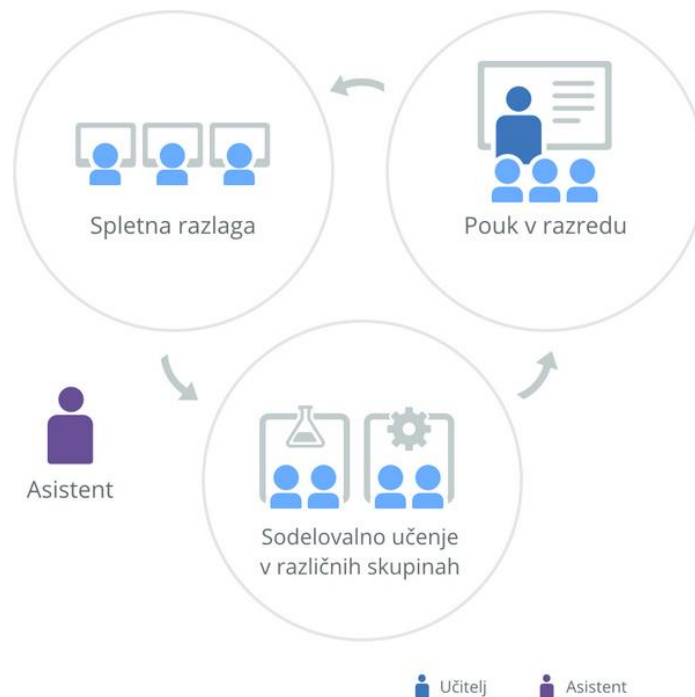 Spletna razlaga
Pouk v razredu
Asistent
Sodelovalno učenje
v različnih skupinah
Učitelj
Asistent